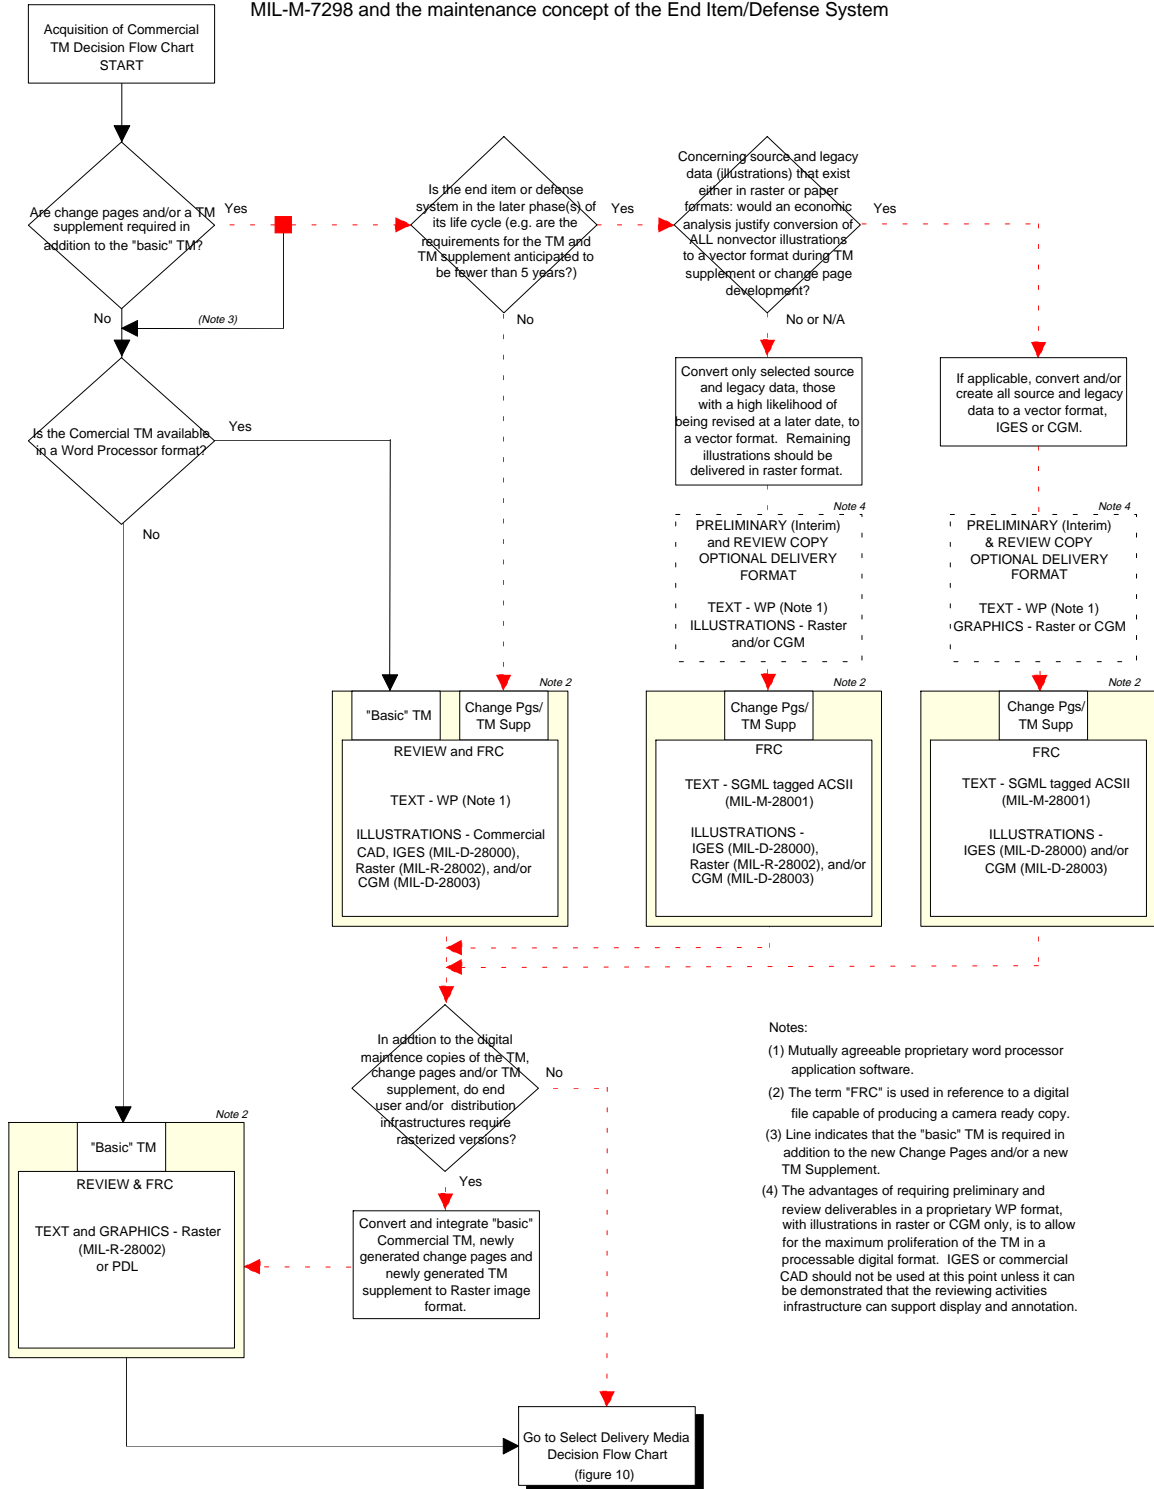 MIL-M-7298 and the maintenance concept of the End Item/Defense System
Acquisition of Commercial
TM Decision Flow Chart
START
Are change pages and/or a TM
supplement required in
addition to the "basic" TM?
Yes
No
(Note 3)
Is the end item or defense
system in the later phase(s) of
its life cycle (e.g. are the
requirements for the TM and
TM supplement anticipated to
be fewer than 5 years?)
Yes
No
Concerning source and legacy
data (illustrations) that exist
either in raster or paper
formats: would an economic
analysis justify conversion of
ALL nonvector illustrations
to a vector format during TM
supplement or change page
development?
Yes
No or N/A
Is the Comercial TM available
in a Word Processor format?
Yes
No
Convert only selected source
and legacy data, those
with a high likelihood of
being revised at a later date, to
a vector format. Remaining
illustrations should be
delivered in raster format.
If applicable, convert and/or
create all source and legacy
data to a vector format,
IGES or CGM.
Note 4
PRELIMINARY (Interim)
and REVIEW COPY
OPTIONAL DELIVERY
FORMAT
TEXT - WP (Note 1)
ILLUSTRATIONS - Raster
and/or CGM
Note 4
PRELIMINARY (Interim)
& REVIEW COPY
OPTIONAL DELIVERY
FORMAT
TEXT - WP (Note 1)
GRAPHICS - Raster or CGM
Note 2
"Basic" TM
Change Pgs/
TM Supp
REVIEW and FRC
TEXT - WP (Note 1)
ILLUSTRATIONS - Commercial
CAD, IGES (MIL-D-28000),
Raster (MIL-R-28002), and/or
CGM (MIL-D-28003)
Note 2
Change Pgs/
TM Supp
FRC
TEXT - SGML tagged ACSII
(MIL-M-28001)
ILLUSTRATIONS -
IGES (MIL-D-28000),
Raster (MIL-R-28002), and/or
CGM (MIL-D-28003)
Note 2
Change Pgs/
TM Supp
FRC
TEXT - SGML tagged ACSII
(MIL-M-28001)
ILLUSTRATIONS -
IGES (MIL-D-28000) and/or
CGM (MIL-D-28003)
In addtion to the digital
maintence copies of the TM,
change pages and/or TM
supplement, do end
user and/or distribution
infrastructures require
rasterized versions?
No
Yes
Convert and integrate "basic"
Commercial TM, newly
generated change pages and
newly generated TM
supplement to Raster image
format.
Note 2
"Basic" TM
REVIEW & FRC
TEXT and GRAPHICS - Raster
(MIL-R-28002)
or PDL
Notes:
(1) Mutually agreeable proprietary word processor
application software.
(2) The term "FRC" is used in reference to a digital
file capable of producing a camera ready copy.
(3) Line indicates that the "basic" TM is required in
addition to the new Change Pages and/or a new
TM Supplement.
(4) The advantages of requiring preliminary and
review deliverables in a proprietary WP format,
with illustrations in raster or CGM only, is to allow
for the maximum proliferation of the TM in a
processable digital format. IGES or commercial
CAD should not be used at this point unless it can
be demonstrated that the reviewing activities
infrastructure can support display and annotation.
Go to Select Delivery Media
Decision Flow Chart
(figure 10)